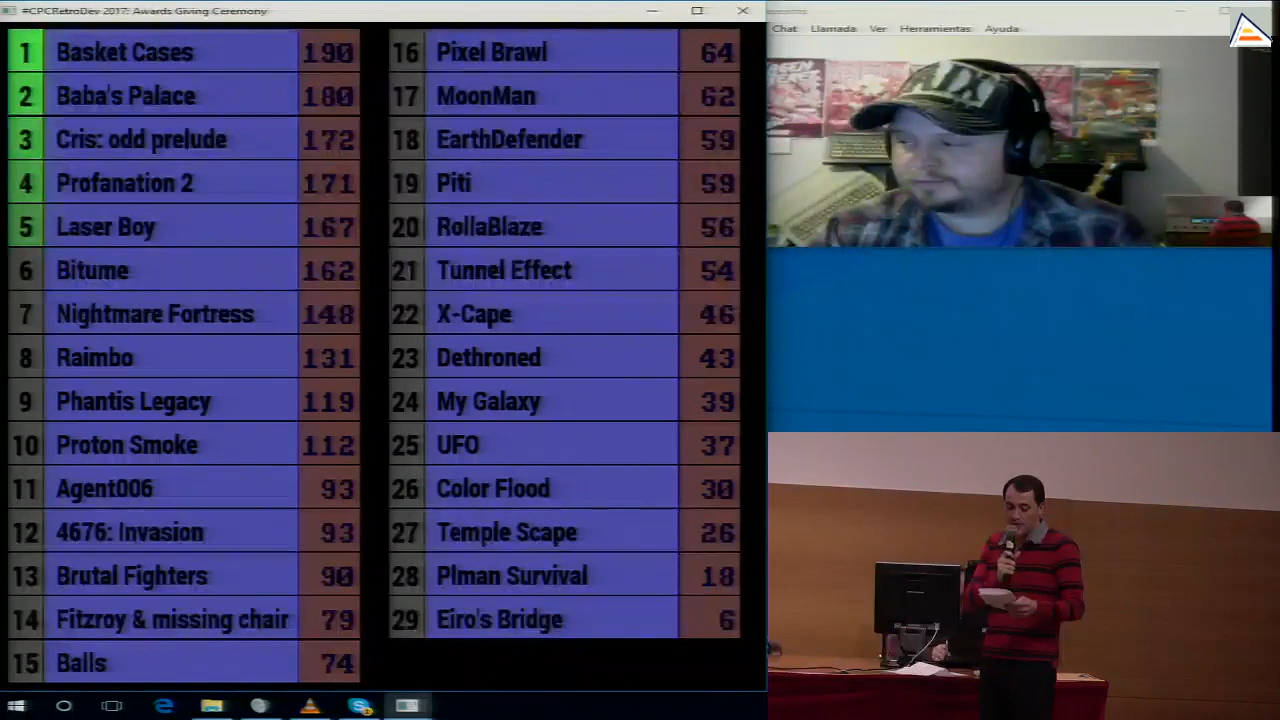 #CPCRetroDev 2017: Awards Giving Ceremony
Chat Llamada Ver Herramientas Ayuda
1 Basket Cases 190
2 Baba's Palace 180
3 Cris: odd prelude 172
4 Profanation 2 171
5 Laser Boy 167
6 Bitume 162
7 Nightmare Fortress 148
8 Raimbo 131
9 Phantis Legacy 119
10 Proton Smoke 112
11 Agent006 93
12 4676: Invasion 93
13 Brutal Fighters 90
14 Fitzroy & missing chair 79
15 Balls 74
16 Pixel Brawl 64
17 MoonMan 62
18 EarthDefender 59
19 Piti 59
20 RollaBlaze 56
21 Tunnel Effect 54
22 X-Cape 46
23 Dethroned 43
24 My Galaxy 39
25 UFO 37
26 Color Flood 30
27 Temple Scape 26
28 Plman Survival 18
29 Eiro's Bridge 6